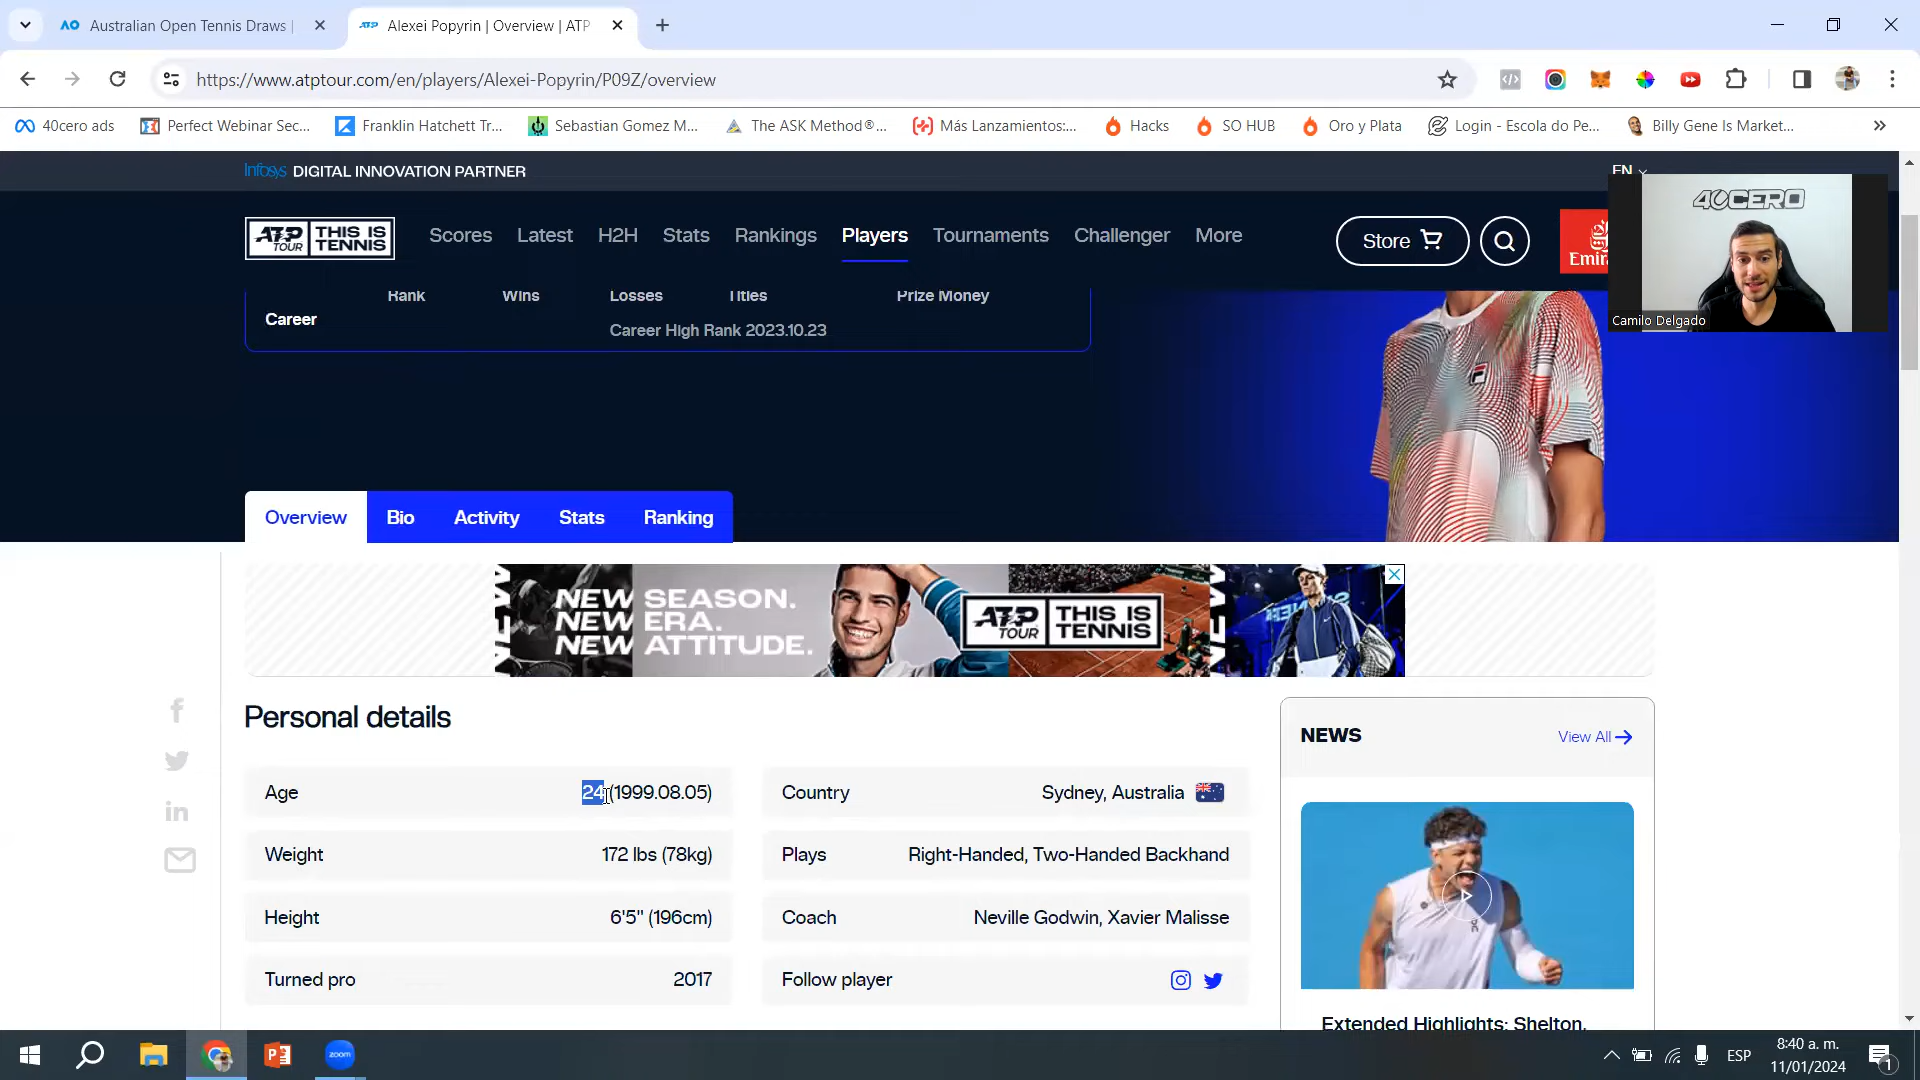 Australian Open Tennis Draws |
Alexei Popyrin | Overview | ATP
https://www.atptour.com/en/players/Alexei-Popyrin/P09Z/overview
40cero ads
Perfect Webinar Sec...
Franklin Hatchett Tr...
Sebastian Gomez M...
The ASK Method®...
Más Lanzamientos:...
Hacks
SO HUB
Oro y Plata
Login - Escola do Pe...
Billy Gene Is Market...
Infosys DIGITAL INNOVATION PARTNER
EN
40CERO
Camilo Delgado
ATP TOUR THIS IS TENNIS
Scores
Latest
H2H
Stats
Rankings
Players
Tournaments
Challenger
More
Store
Rank
Wins
Losses
Titles
Prize Money
Career
Career High Rank 2023.10.23
Overview
Bio
Activity
Stats
Ranking
NEW SEASON.
NEW ERA.
NEW ATTITUDE.
ATP TOUR THIS IS TENNIS
Personal details
Age 24 (1999.08.05)
Country Sydney, Australia
Weight 172 lbs (78kg)
Plays Right-Handed, Two-Handed Backhand
Height 6'5" (196cm)
Coach Neville Godwin, Xavier Malisse
Turned pro 2017
Follow player
NEWS
View All
Extended Highlights: Shelton,
zoom
ESP
8:40 a. m.
11/01/2024
1